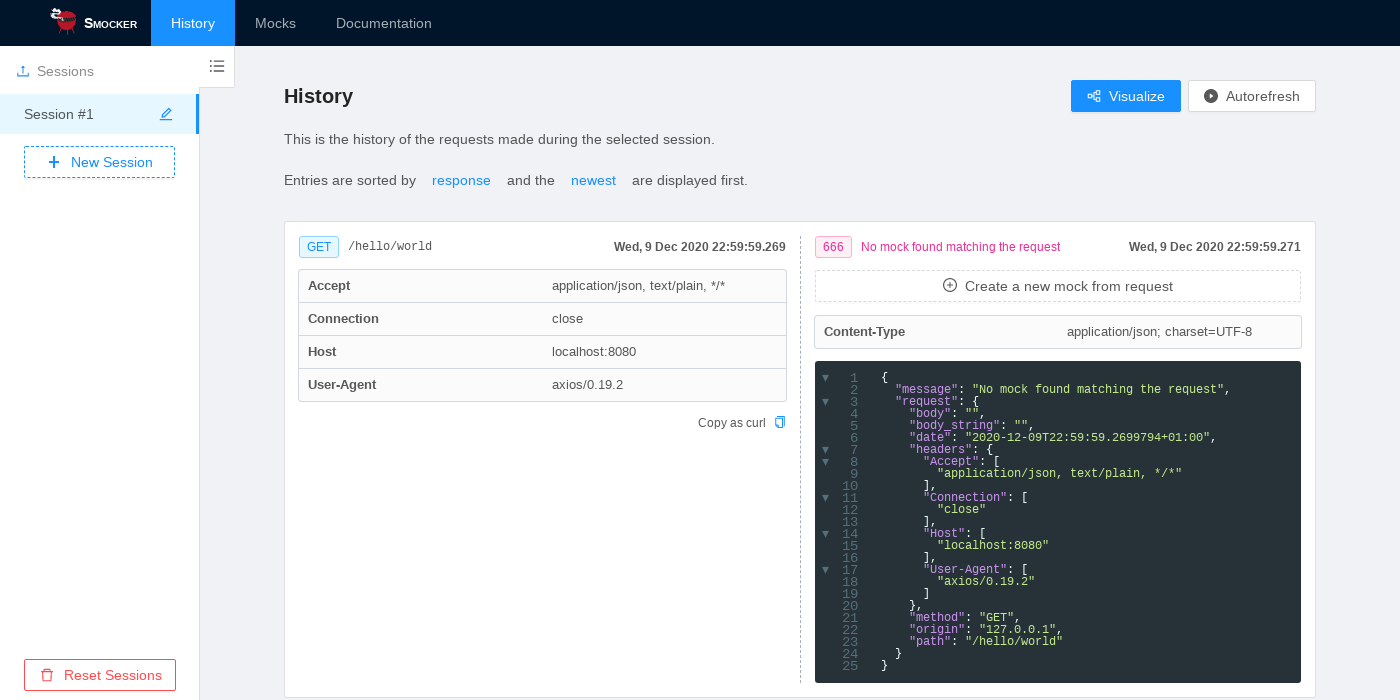 Smocker History Mocks Documentation
Sessions
Session #1
New Session
Reset Sessions
History
Visualize Autorefresh
This is the history of the requests made during the selected session.
Entries are sorted by response and the newest are displayed first.
GET /hello/world Wed, 9 Dec 2020 22:59:59.269
Accept application/json, text/plain, */*
Connection close
Host localhost:8080
User-Agent axios/0.19.2
Copy as curl
666 No mock found matching the request Wed, 9 Dec 2020 22:59:59.271
Create a new mock from request
Content-Type application/json; charset=UTF-8
1 {
2 "message": "No mock found matching the request",
3 "request": {
4 "body": "",
5 "body_string": "",
6 "date": "2020-12-09T22:59:59.2699794+01:00",
7 "headers": {
8 "Accept": [
9 "application/json, text/plain, */*"
10 ],
11 "Connection": [
12 "close"
13 ],
14 "Host": [
15 "localhost:8080"
16 ],
17 "User-Agent": [
18 "axios/0.19.2"
19 ]
20 },
21 "method": "GET",
22 "origin": "127.0.0.1",
23 "path": "/hello/world"
24 }
25 }